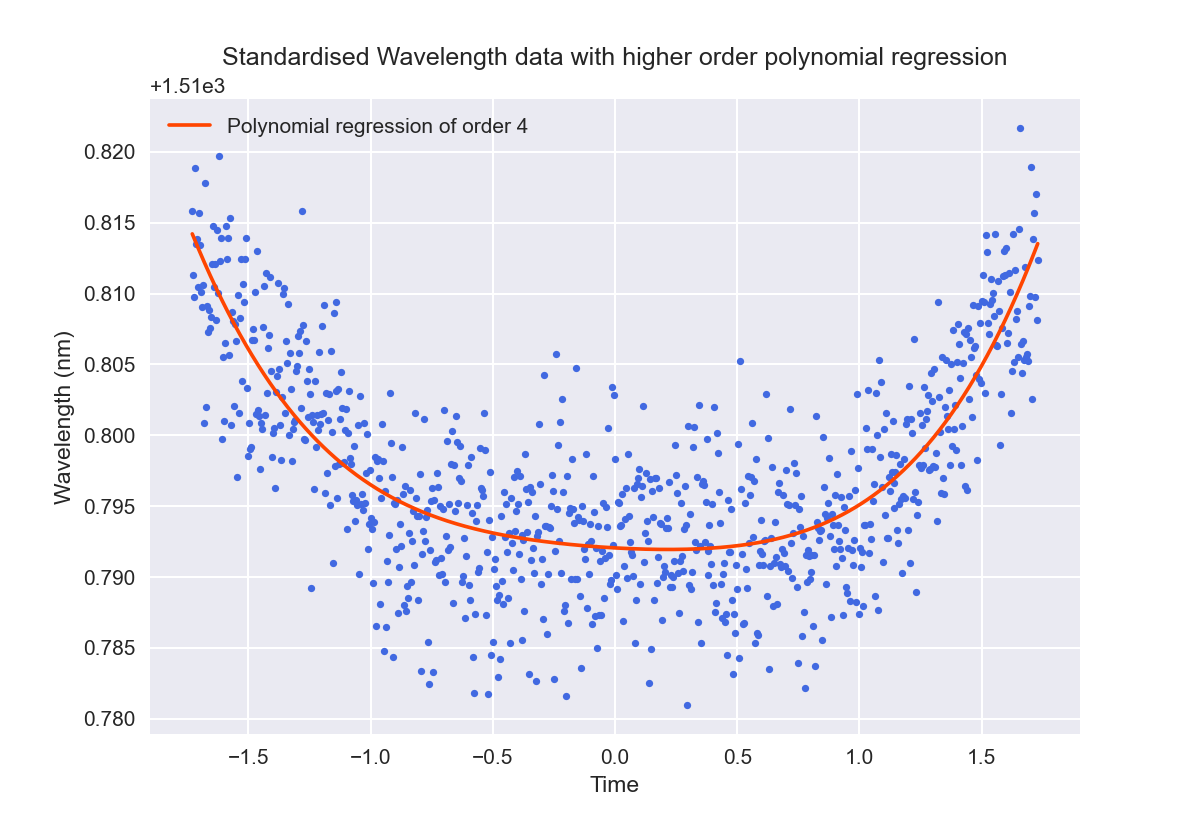 Standardised Wavelength data with higher order polynomial regression
+1.51e3
Polynomial regression of order 4
0.820
0.815
0.810
0.805
0.800
0.795
0.790
0.785
0.780
Wavelength (nm)
−1.5 −1.0 −0.5 0.0 0.5 1.0 1.5
Time